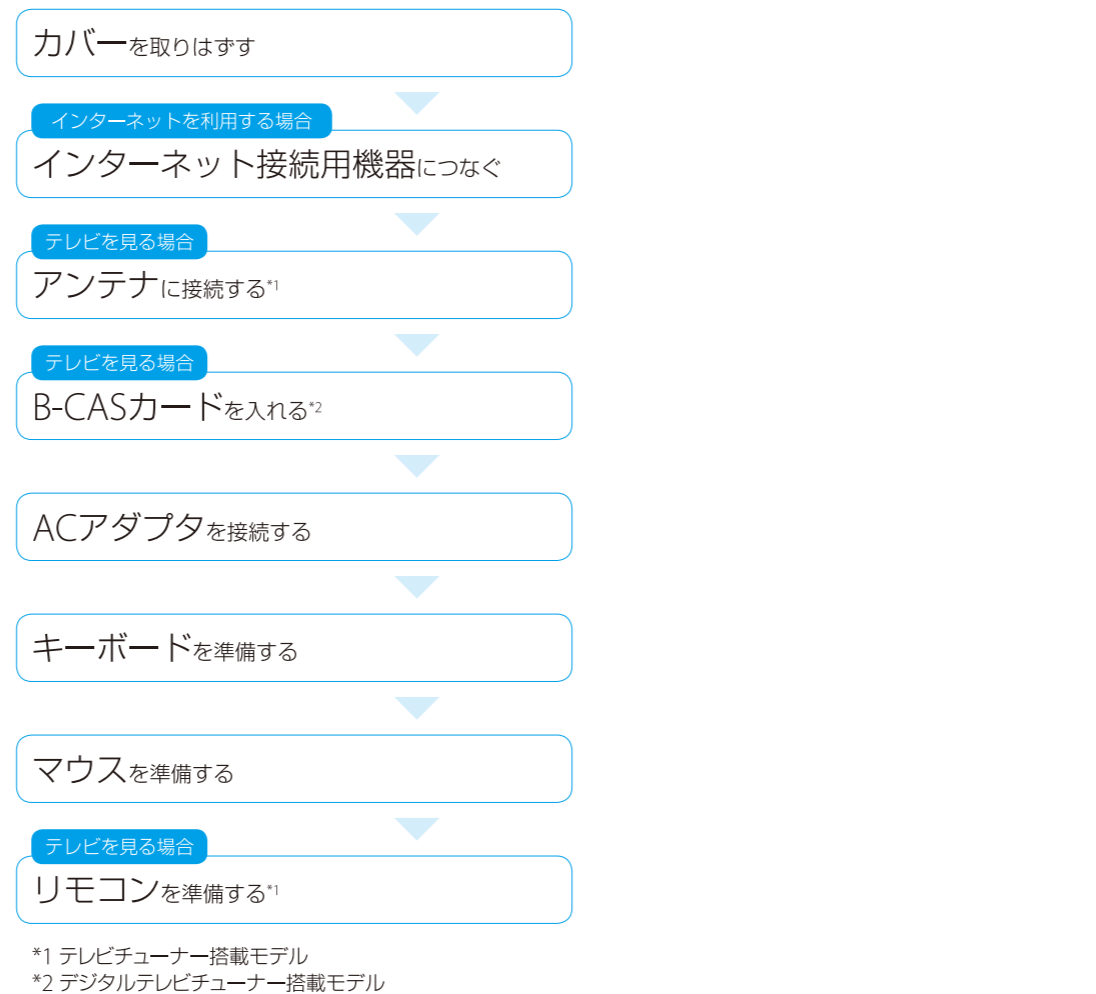 カバーを取りはずす
インターネットを利用する場合
インターネット接続用機器につなぐ
テレビを見る場合
アンテナに接続する*1
テレビを見る場合
B-CASカードを入れる*2
ACアダプタを接続する
キーボードを準備する
マウスを準備する
テレビを見る場合
リモコンを準備する*1
*1 テレビチューナー搭載モデル
*2 デジタルテレビチューナー搭載モデル